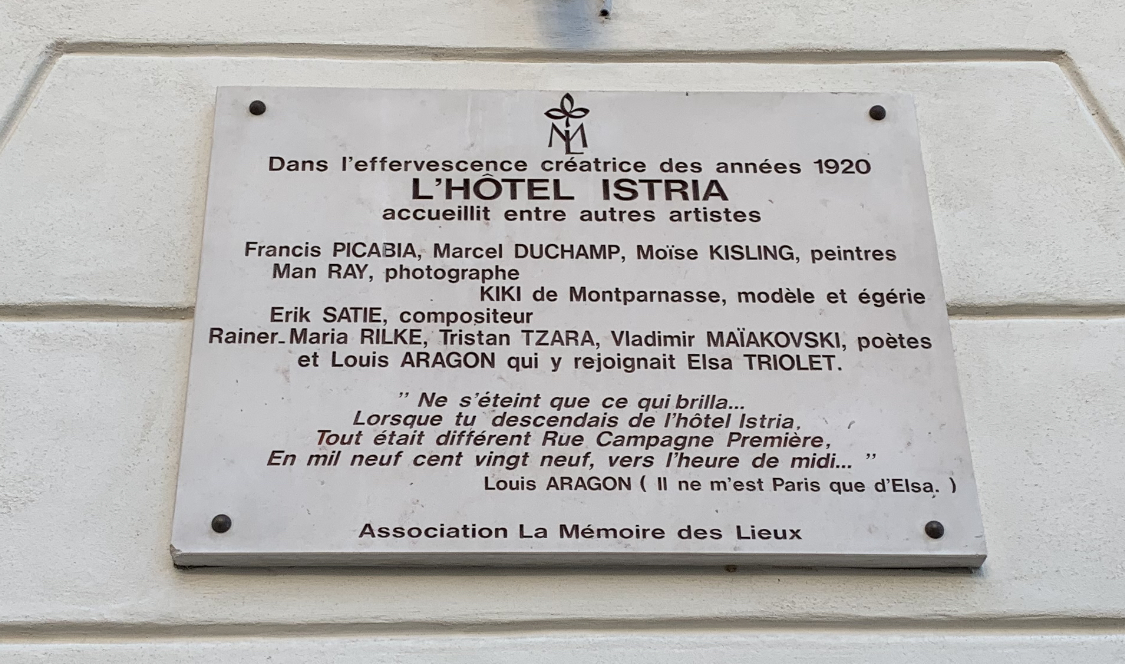 ML
Dans l'effervescence créatrice des années 1920
L'HÔTEL ISTRIA
accueillit entre autres artistes
Francis PICABIA, Marcel DUCHAMP, Moïse KISLING, peintres
Man RAY, photographe
KIKI de Montparnasse, modèle et égérie
Erik SATIE, compositeur
Rainer-Maria RILKE, Tristan TZARA, Vladimir MAÏAKOVSKI, poètes
et Louis ARAGON qui y rejoignait Elsa TRIOLET.
" Ne s'éteint que ce qui brilla...
Lorsque tu descendais de l'hôtel Istria,
Tout était différent Rue Campagne Première,
En mil neuf cent vingt neuf, vers l'heure de midi... "
Louis ARAGON ( Il ne m'est Paris que d'Elsa. )
Association La Mémoire des Lieux